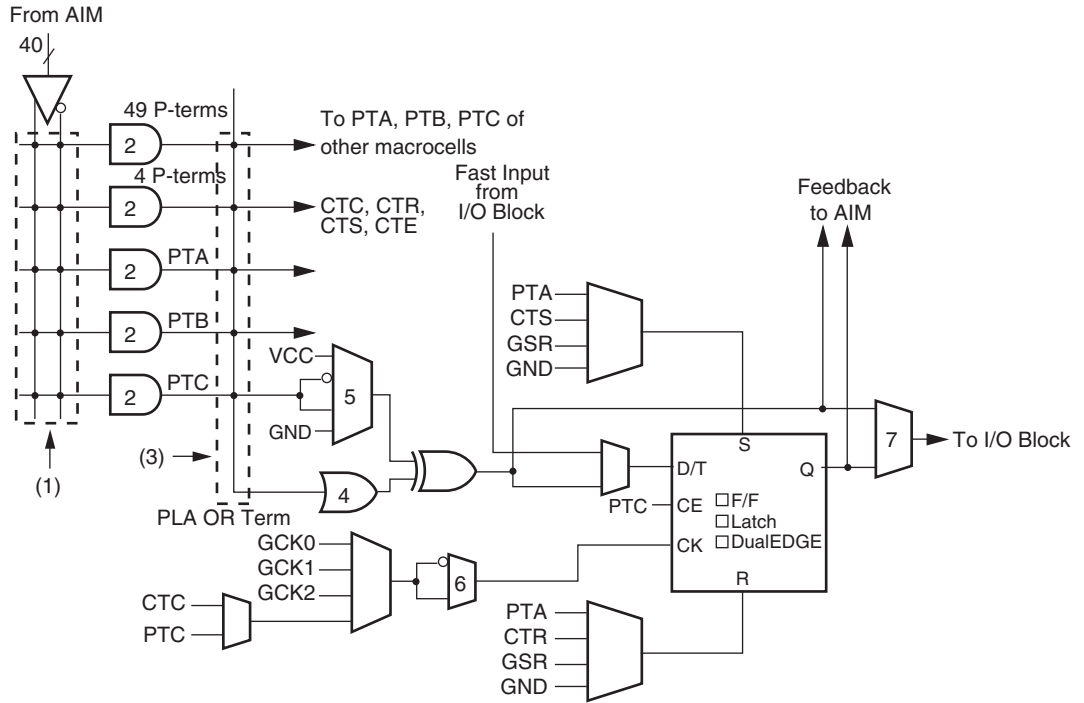 From AIM
40
49 P-terms
2
To PTA, PTB, PTC of
other macrocells
4 P-terms
2
CTC, CTR,
CTS, CTE
Fast Input
from
I/O Block
Feedback
to AIM
2
PTA
2
PTB
2
PTC
VCC
GND
5
(1)
(3)
4
PLA OR Term
PTA
CTS
GSR
GND
S
D/T
Q
PTC
CE
F/F
Latch
DualEDGE
CK
R
7
To I/O Block
GCK0
GCK1
GCK2
CTC
PTC
6
PTA
CTR
GSR
GND